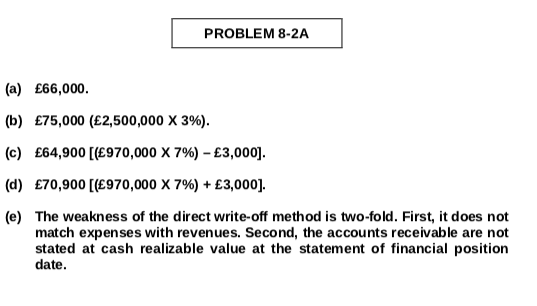 PROBLEM 8-2A
(a) £66,000.
(b) £75,000 (£2,500,000 X 3%).
(c) £64,900 [(£970,000 X 7%) – £3,000].
(d) £70,900 [(£970,000 X 7%) + £3,000].
(e) The weakness of the direct write-off method is two-fold. First, it does not
match expenses with revenues. Second, the accounts receivable are not
stated at cash realizable value at the statement of financial position
date.